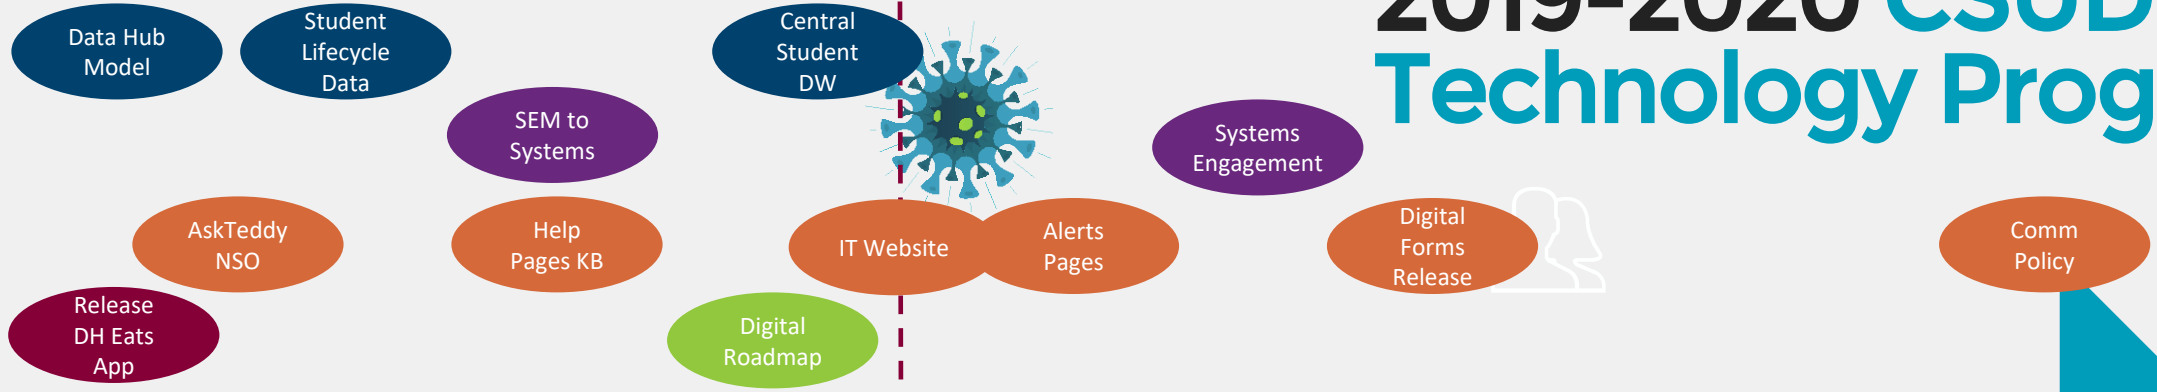 2019-2020 CSUD
Technology Prog
Data Hub
Model
Student
Lifecycle
Data
Central
Student
DW
SEM to
Systems
Systems
Engagement
AskTeddy
NSO
Help
Pages KB
IT Website
Alerts
Pages
Digital
Forms
Release
Comm
Policy
Release
DH Eats
App
Digital
Roadmap